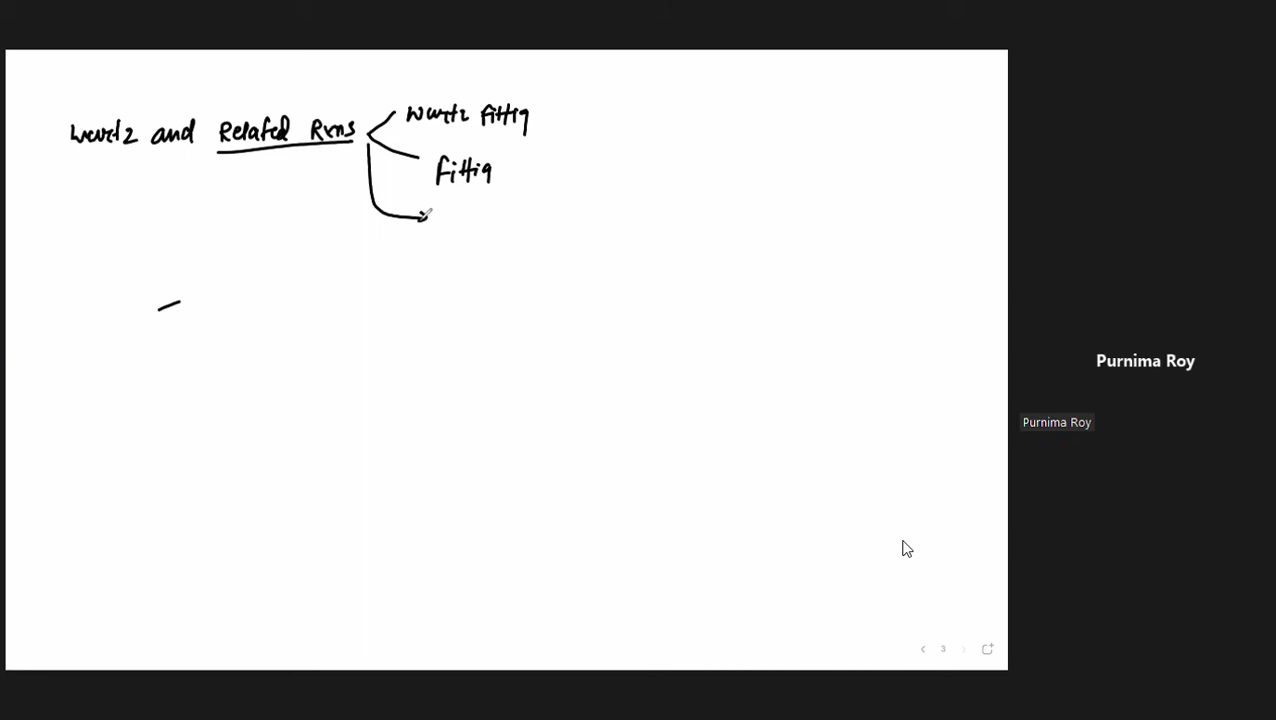 Wurtz and Related Rxns
Wurtz fittig
fittig
Purnima Roy
Purnima Roy
3